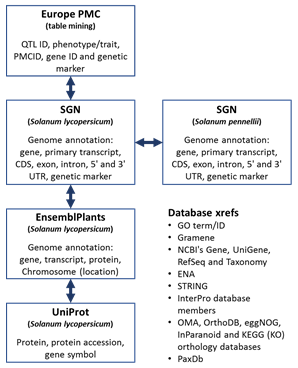 Europe PMC
(table mining)
QTL ID, phenotype/trait,
PMCID, gene ID and genetic
marker
SGN
(Solanum lycopersicum)
Genome annotation:
gene, primary transcript,
CDS, exon, intron, 5' and 3'
UTR, genetic marker
SGN
(Solanum pennellii)
Genome annotation:
gene, primary transcript,
CDS, exon, intron, 5' and 3'
UTR, genetic marker
EnsemblPlants
(Solanum lycopersicum)
Genome annotation:
gene, transcript, protein,
Chromosome (location)
UniProt
(Solanum lycopersicum)
Protein, protein accession,
gene symbol
Database xrefs
• GO term/ID
• Gramene
• NCBI's Gene, UniGene,
RefSeq and Taxonomy
• ENA
• STRING
• InterPro database
members
• OMA, OrthoDB, eggNOG,
InParanoid and KEGG (KO)
orthology databases
• PaxDb